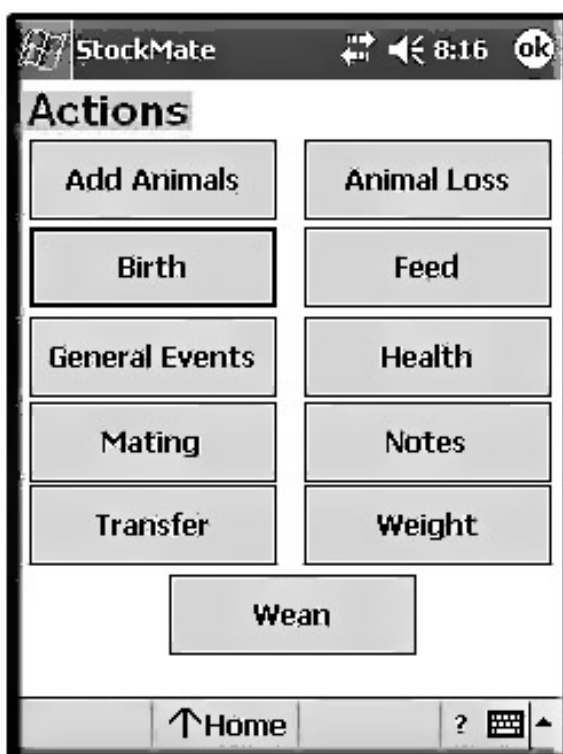 StockMate 8:16 ok
Actions
Add Animals Animal Loss
Birth Feed
General Events Health
Mating Notes
Transfer Weight
Wean
↑Home ?